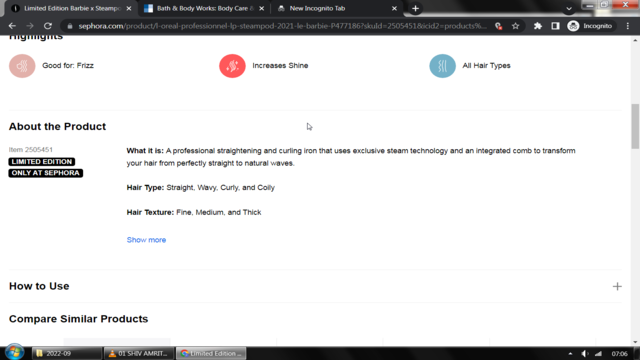 Limited Edition Barbie x Steampo
Bath & Body Works: Body Care &
New Incognito Tab
sephora.com/product/l-oreal-professionnel-lp-steampod-2021-le-barbie-P477186?skuId=2505451&icid2=products%...
Incognito
Highlights
Good for: Frizz
Increases Shine
All Hair Types
About the Product
Item 2505451
LIMITED EDITION
ONLY AT SEPHORA
What it is: A professional straightening and curling iron that uses exclusive steam technology and an integrated comb to transform
your hair from perfectly straight to natural waves.
Hair Type: Straight, Wavy, Curly, and Coily
Hair Texture: Fine, Medium, and Thick
Show more
How to Use
Compare Similar Products
2022-09
01 SHIV AMRIT...
Limited Edition ...
07:06